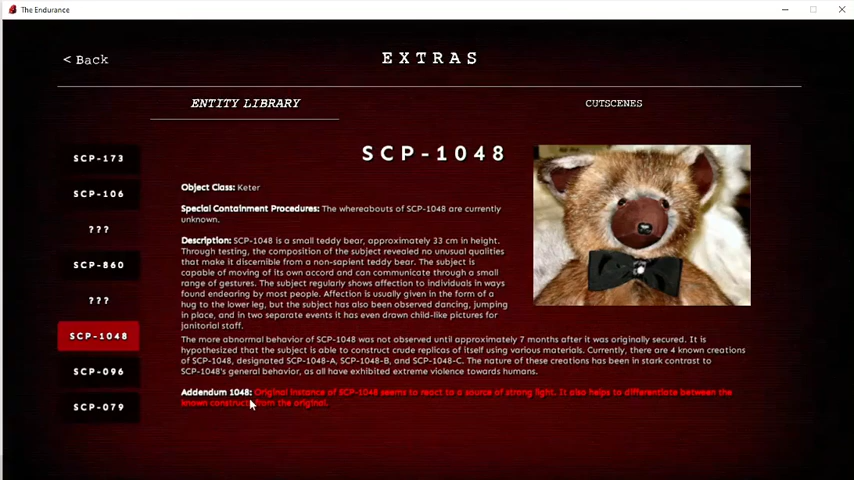 The Endurance
< Back
EXTRAS
ENTITY LIBRARY
CUTSCENES
SCP-173
SCP-106
???
SCP-860
???
SCP-1048
SCP-096
SCP-079
SCP-1048
Object Class: Keter
Special Containment Procedures: The whereabouts of SCP-1048 are currently
unknown.
Description: SCP-1048 is a small teddy bear, approximately 33 cm in height.
Through testing, the composition of the subject revealed no unusual qualities
that make it discernible from a non-sapient teddy bear. The subject is
capable of moving of its own accord and can communicate through a small
range of gestures. The subject regularly shows affection to individuals in ways
found endearing by most people. Affection is usually given in the form of a
hug to the lower leg, but the subject has also been observed dancing, jumping
in place, and in two separate events it has even drawn child-like pictures for
janitorial staff.
The more abnormal behavior of SCP-1048 was not observed until approximately 7 months after it was originally secured. It is
hypothesized that the subject is able to construct crude replicas of itself using various materials. Currently, there are 4 known creations
of SCP-1048, designated SCP-1048-A, SCP-1048-B, and SCP-1048-C. The nature of these creations has been in stark contrast to
SCP-1048's general behavior, as all have exhibited extreme violence towards humans.
Addendum 1048: Original instance of SCP-1048 seems to react to a source of strong light. It also helps to differentiate between the
known constructs from the original.